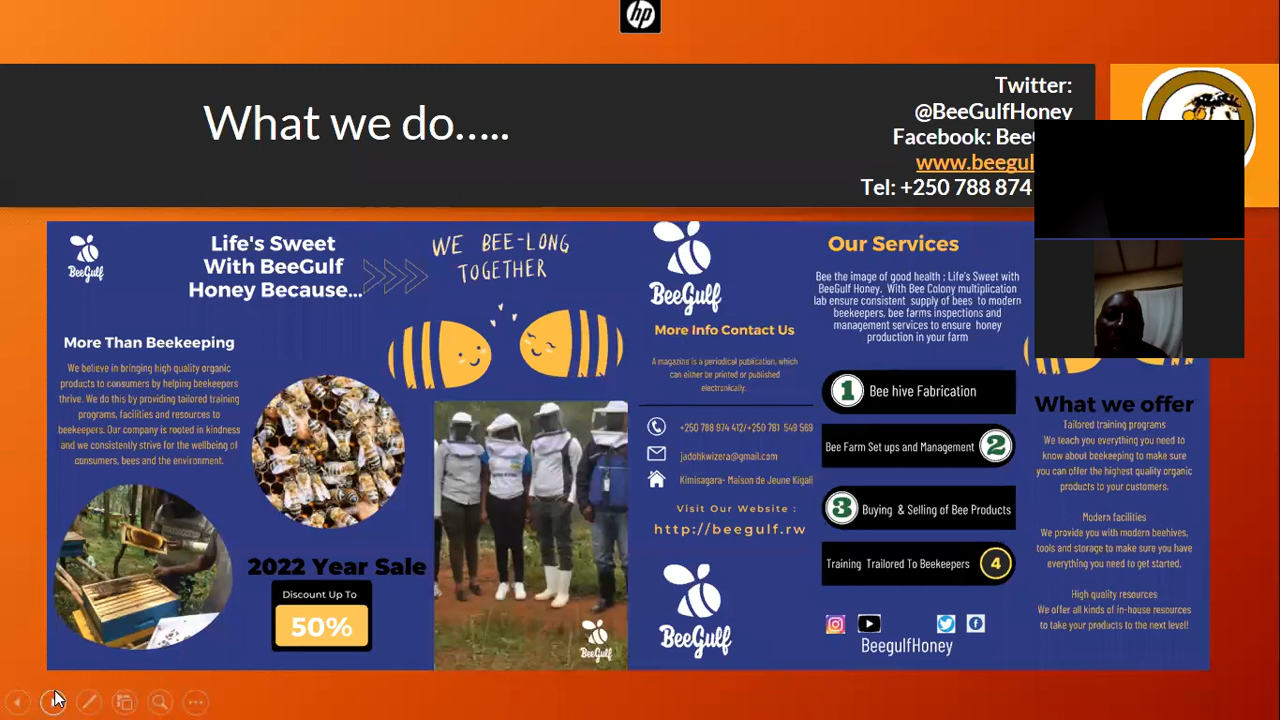 hp
What we do.....
Twitter:
@BeeGulfHoney
Facebook:
www.beegul
Tel: +250 788 874
BeeGulf
Life's Sweet
With BeeGulf
Honey Because...
WE BEE-LONG
TOGETHER
More Than Beekeeping
We believe in bringing high quality organic
products to consumers by helping beekeepers
thrive. We do this by providing tailored training
programs, facilities and resources to
beekeepers. Our company is rooted in kindness
and we consistently strive for the wellbeing of
consumers, bees and the environment.
2022 Year Sale
Discount Up To
50%
BeeGulf
BeeGulf
More Info Contact Us
A magazine is a periodical publication, which
can either be printed or published
electronically.
+250 788 974 412/+250 781 549 569
jadohkwizera@gmail.com
Kimisagara- Maison de Jeune Kigali
Visit Our Website :
http://beegulf.rw
BeeGulf
Our Services
Bee the image of good health ; Life's Sweet with
BeeGulf Honey. With Bee Colony multiplication
lab ensure consistent supply of bees to modern
beekeepers, bee farms inspections and
management services to ensure honey
production in your farm
1 Bee hive Fabrication
Bee Farm Set ups and Management 2
3 Buying & Selling of Bee Products
Training Trailored To Beekeepers 4
BeegulfHoney
What we offer
Tailored training programs
We teach you everything you need to
know about beekeeping to make sure
you can offer the highest quality organic
products to your customers.
Modern facilities
We provide you with modern beehives,
tools and storage to make sure you have
everything you need to get started.
High quality resources
We offer all kinds of in-house resources
to take your products to the next level!